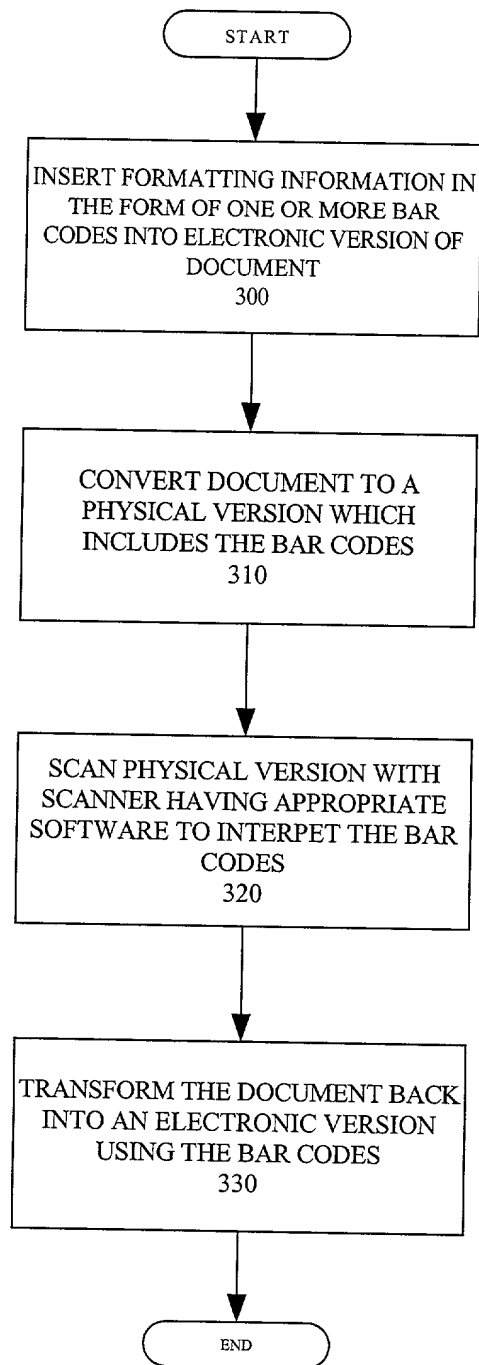 START
INSERT FORMATTING INFORMATION IN
THE FORM OF ONE OR MORE BAR
CODES INTO ELECTRONIC VERSION OF
DOCUMENT
300
CONVERT DOCUMENT TO A
PHYSICAL VERSION WHICH
INCLUDES THE BAR CODES
310
SCAN PHYSICAL VERSION WITH
SCANNER HAVING APPROPRIATE
SOFTWARE TO INTERPET THE BAR
CODES
320
TRANSFORM THE DOCUMENT BACK
INTO AN ELECTRONIC VERSION
USING THE BAR CODES
330
END